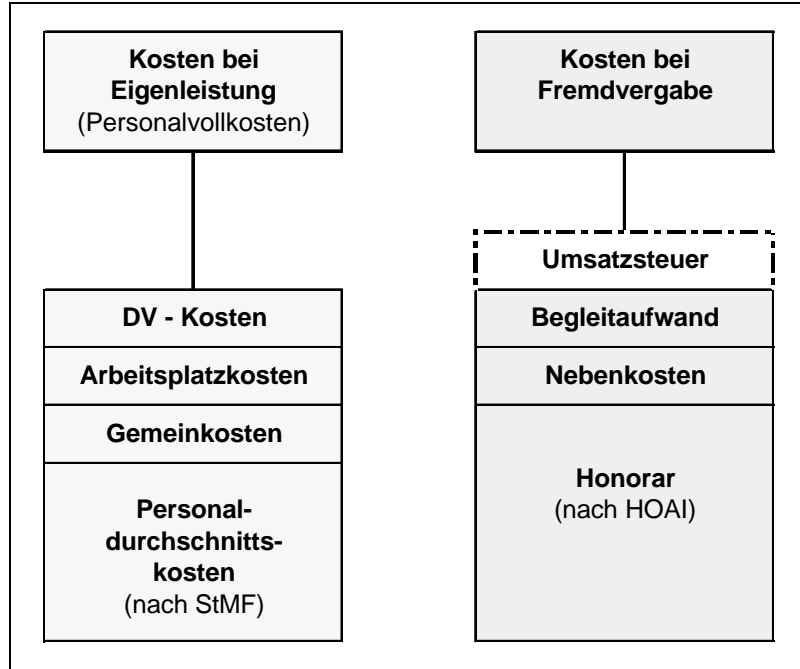 Kosten bei
Eigenleistung
(Personalvollkosten)
Kosten bei
Fremdvergabe
DV - Kosten
Arbeitsplatzkosten
Gemeinkosten
Personal-
durchschnitts-
kosten
(nach StMF)
Umsatzsteuer
Begleitaufwand
Nebenkosten
Honorar
(nach HOAI)